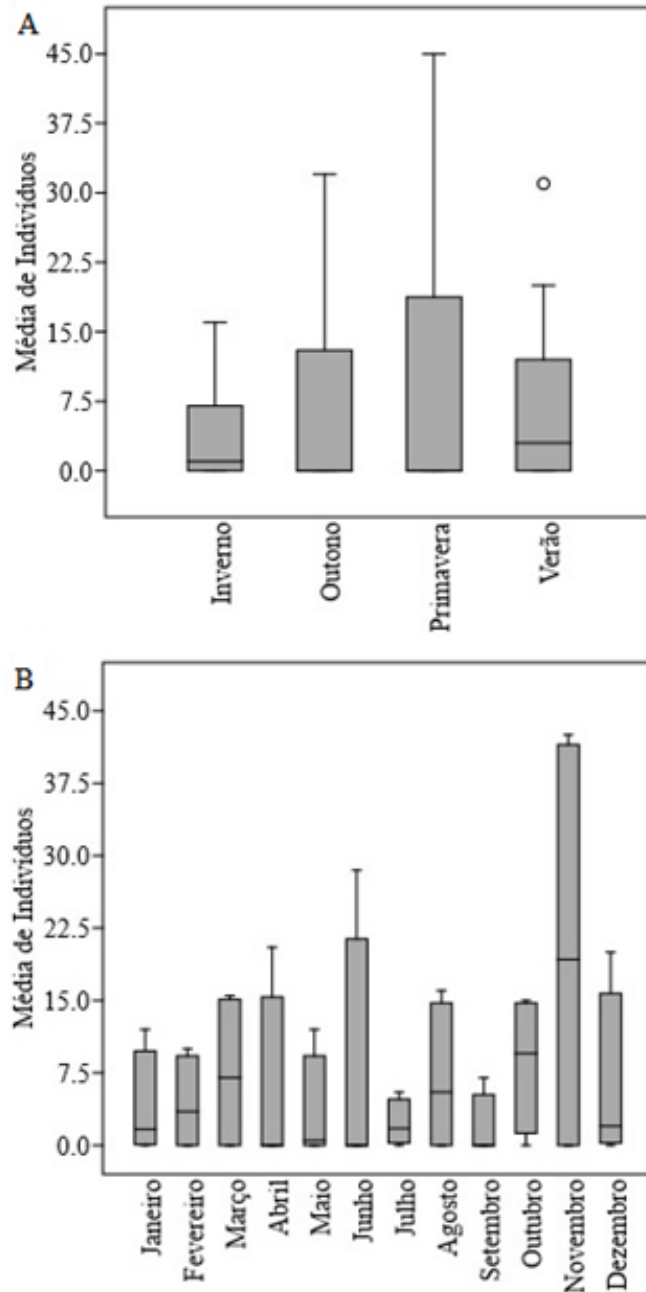 A
45.0
37.5
30.0
22.5
15.0
7.5
0.0
Média de Indivíduos
Inverno
Outono
Primavera
Verão
B
45.0
37.5
30.0
22.5
15.0
7.5
0.0
Média de Indivíduos
Janeiro
Fevereiro
Março
Abril
Maio
Junho
Julho
Agosto
Setembro
Outubro
Novembro
Dezembro